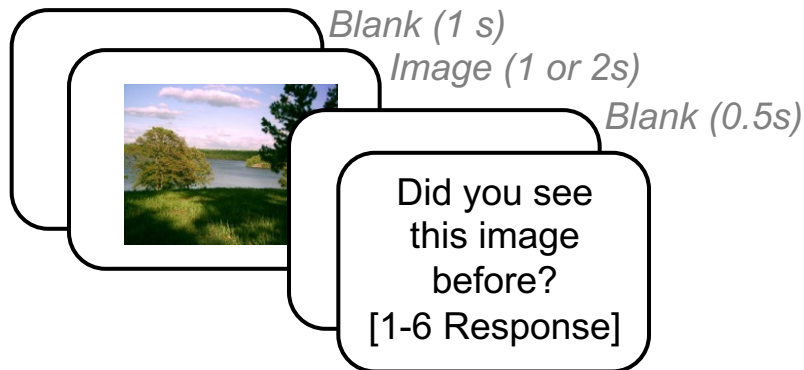 Blank (1 s)
Image (1 or 2s)
Blank (0.5s)
Did you see
this image
before?
[1-6 Response]